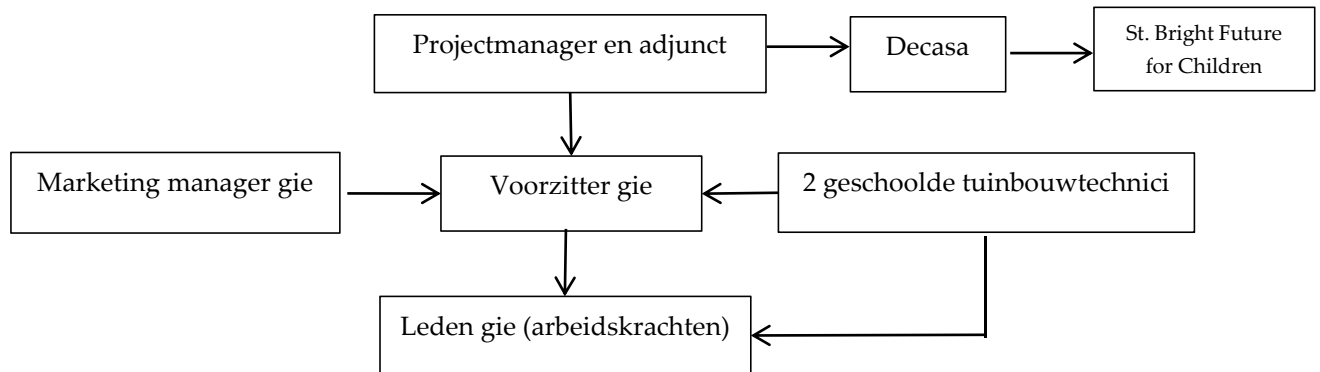 Projectmanager en adjunct
Decasa
St. Bright Future
for Children
Marketing manager gie
Voorzitter gie
2 geschoolde tuinbouwtechnici
Leden gie (arbeidskrachten)